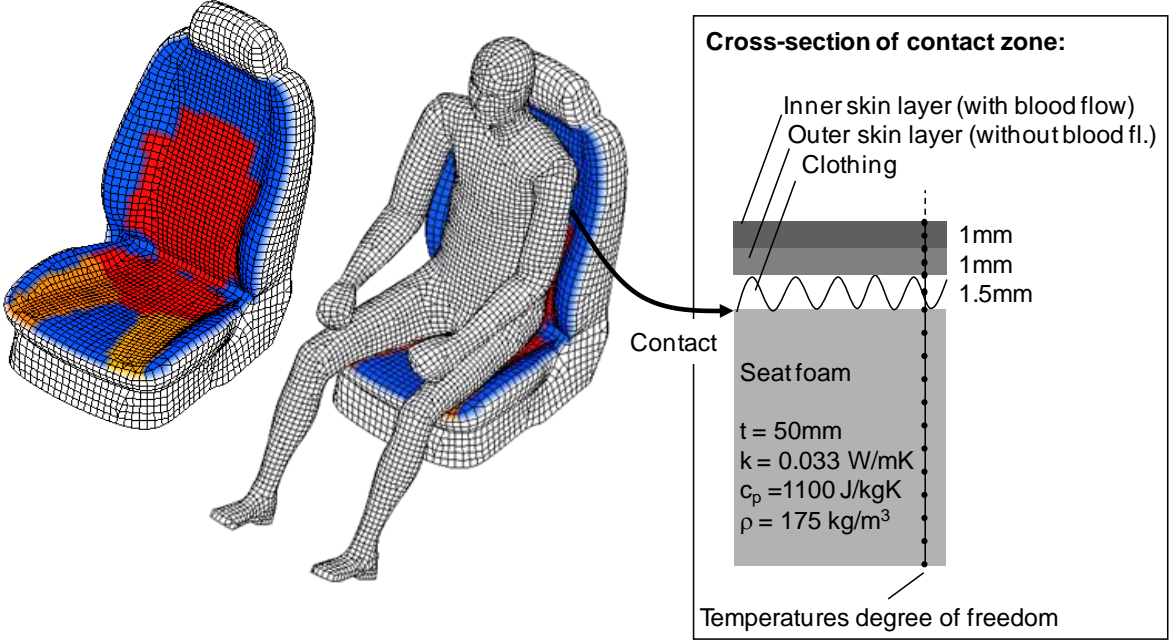 Cross-section of contact zone:
Inner skin layer (with blood flow)
Outer skin layer (without blood fl.)
Clothing
1mm
1mm
1.5mm
Contact
Seat foam
t = 50mm
k = 0.033 W/mK
cₚ =1100 J/kgK
ρ = 175 kg/m³
Temperatures degree of freedom